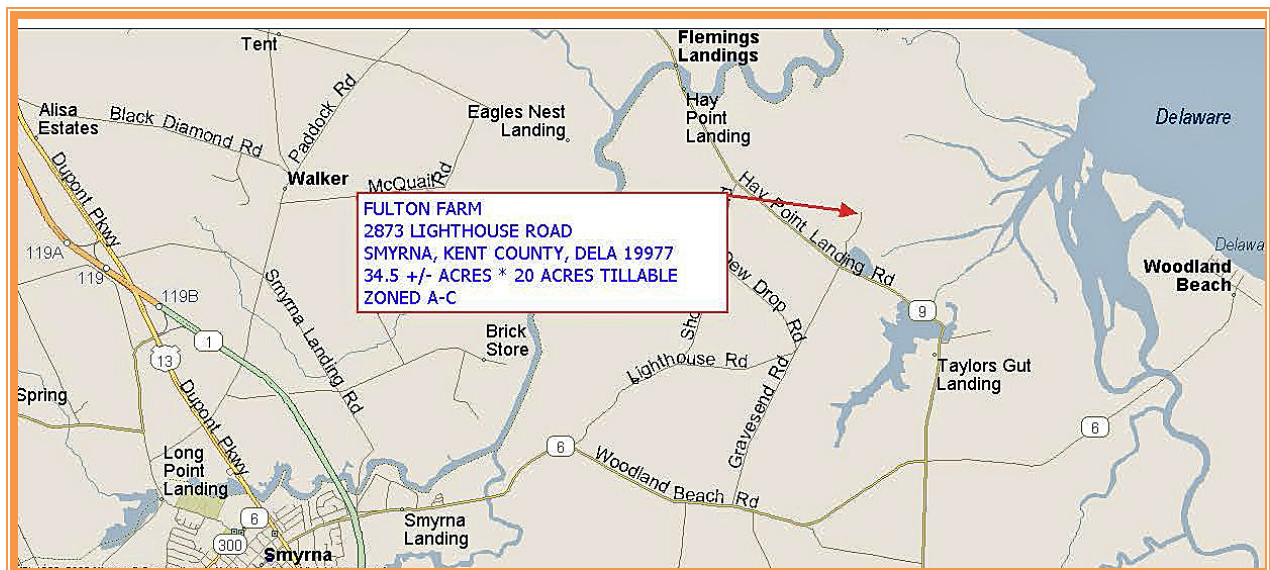 Flemings
Landings
Tent
Hay
Point
Landing
Alisa
Estates
Black Diamond Rd
Paddock Rd
Eagles Nest
Landing
Delaware
Dupont Pkwy
Walker
McQuail Rd
Hay Point Landing Rd
FULTON FARM
2873 LIGHTHOUSE ROAD
SMYRNA, KENT COUNTY, DELA 19977
34.5 +/- ACRES * 20 ACRES TILLABLE
ZONED A-C
119A
119
119B
Smyrna Landing Rd
Dew Drop Rd
Delawa
Woodland
Beach
9
1
13
Brick
Store
Sho
Lighthouse Rd
Gravesend Rd
Taylors Gut
Landing
Spring
Dupont Pkwy
6
6
Long
Point
Landing
Woodland Beach Rd
6
300
Smyrna
Landing
Smyrna